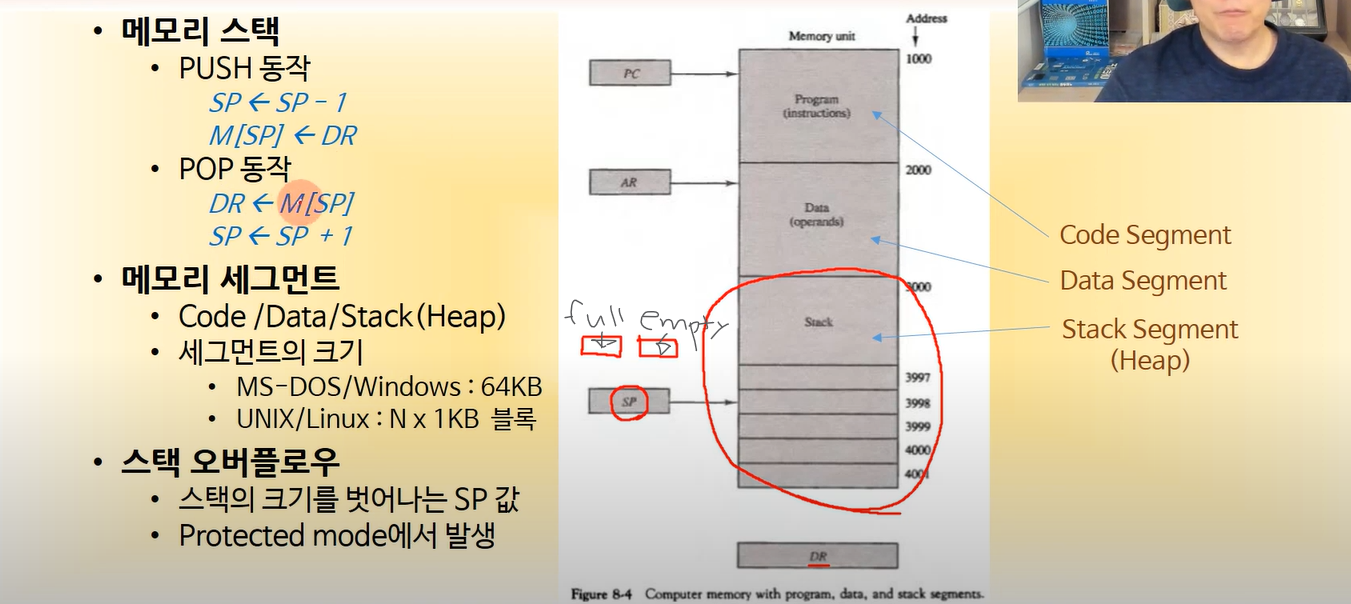 • 메모리 스택
• PUSH 동작
SP ← SP - 1
M[SP] ← DR
• POP 동작
DR ← M[SP]
SP ← SP + 1
• 메모리 세그먼트
• Code /Data/Stack(Heap)
• 세그먼트의 크기
• MS-DOS/Windows : 64KB
• UNIX/Linux : N x 1KB 블록
• 스택 오버플로우
• 스택의 크기를 벗어나는 SP 값
• Protected mode에서 발생
Address
Memory unit
1000
PC
Program
(instructions)
2000
AR
Data
(operands)
3000
Stack
full empty
3997
SP
3998
3999
4000
4001
DR
Code Segment
Data Segment
Stack Segment
(Heap)
Figure 8-4 Computer memory with program, data, and stack segments.